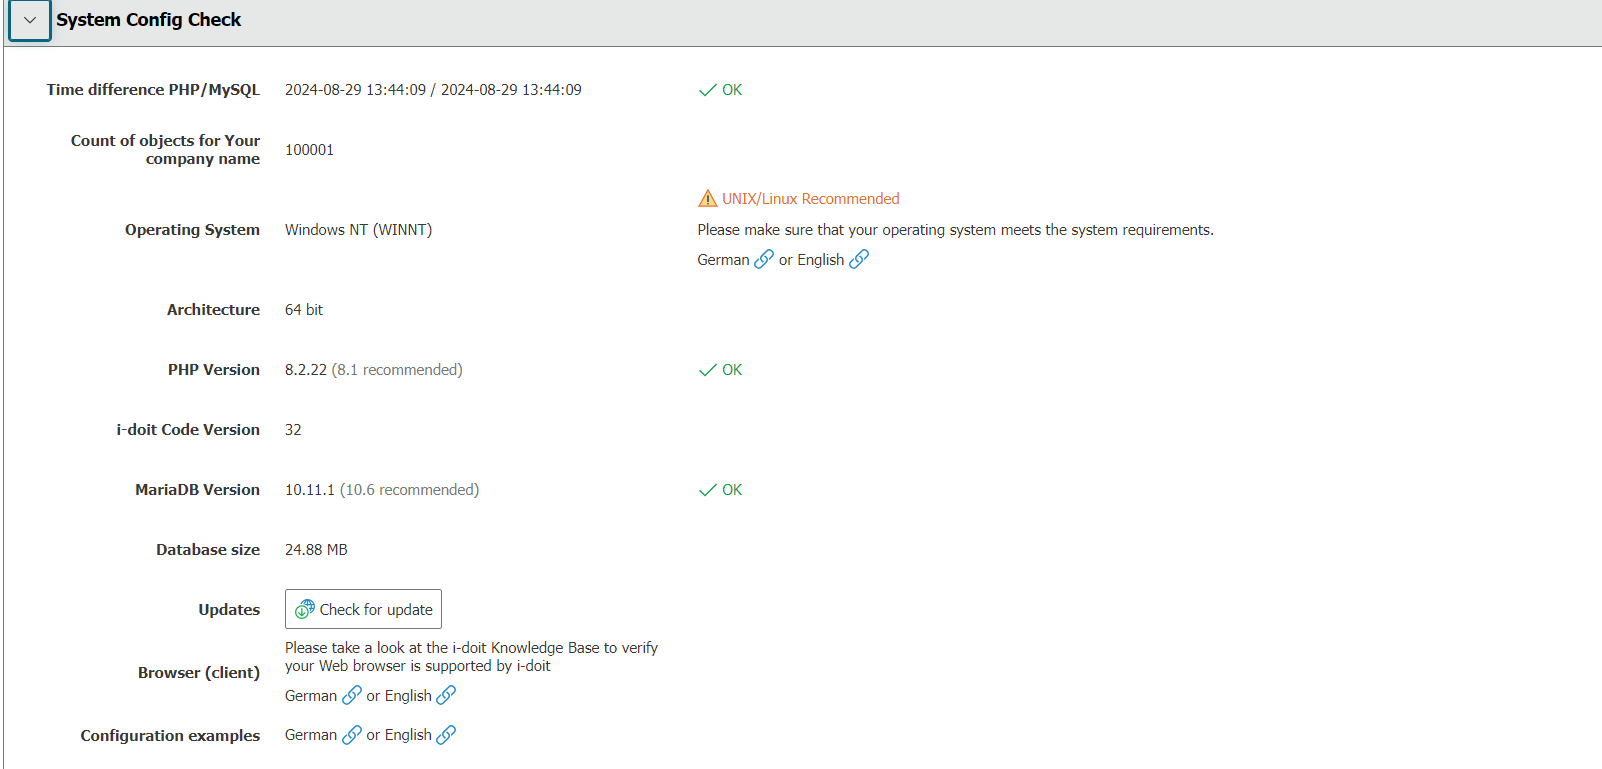 System Config Check
Time difference PHP/MySQL 2024-08-29 13:44:09 / 2024-08-29 13:44:09 OK
Count of objects for Your
company name 100001
UNIX/Linux Recommended
Operating System Windows NT (WINNT) Please make sure that your operating system meets the system requirements.
German or English
Architecture 64 bit
PHP Version 8.2.22 (8.1 recommended) OK
i-doit Code Version 32
MariaDB Version 10.11.1 (10.6 recommended) OK
Database size 24.88 MB
Updates Check for update
Browser (client) Please take a look at the i-doit Knowledge Base to verify
your Web browser is supported by i-doit
German or English
Configuration examples German or English